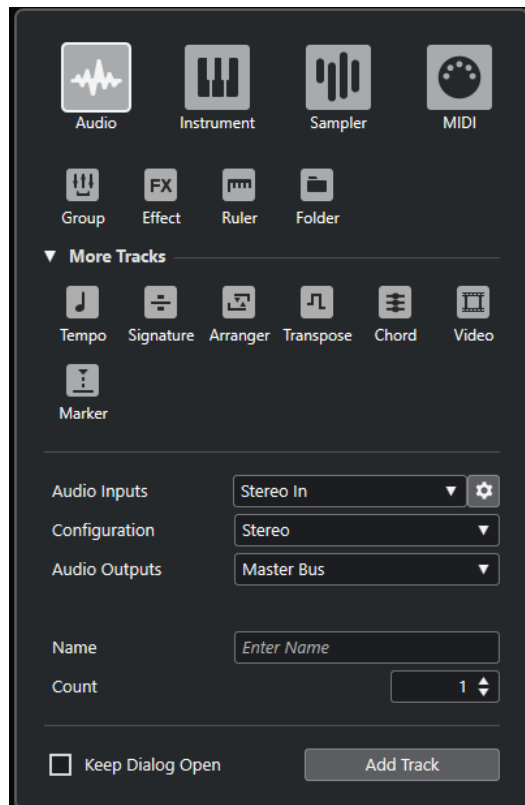 Audio Instrument Sampler MIDI
FX
Group Effect Ruler Folder
▼ More Tracks
Tempo Signature Arranger Transpose Chord Video
Marker
Audio Inputs Stereo In
Configuration Stereo
Audio Outputs Master Bus
Name Enter Name
Count 1
Keep Dialog Open Add Track